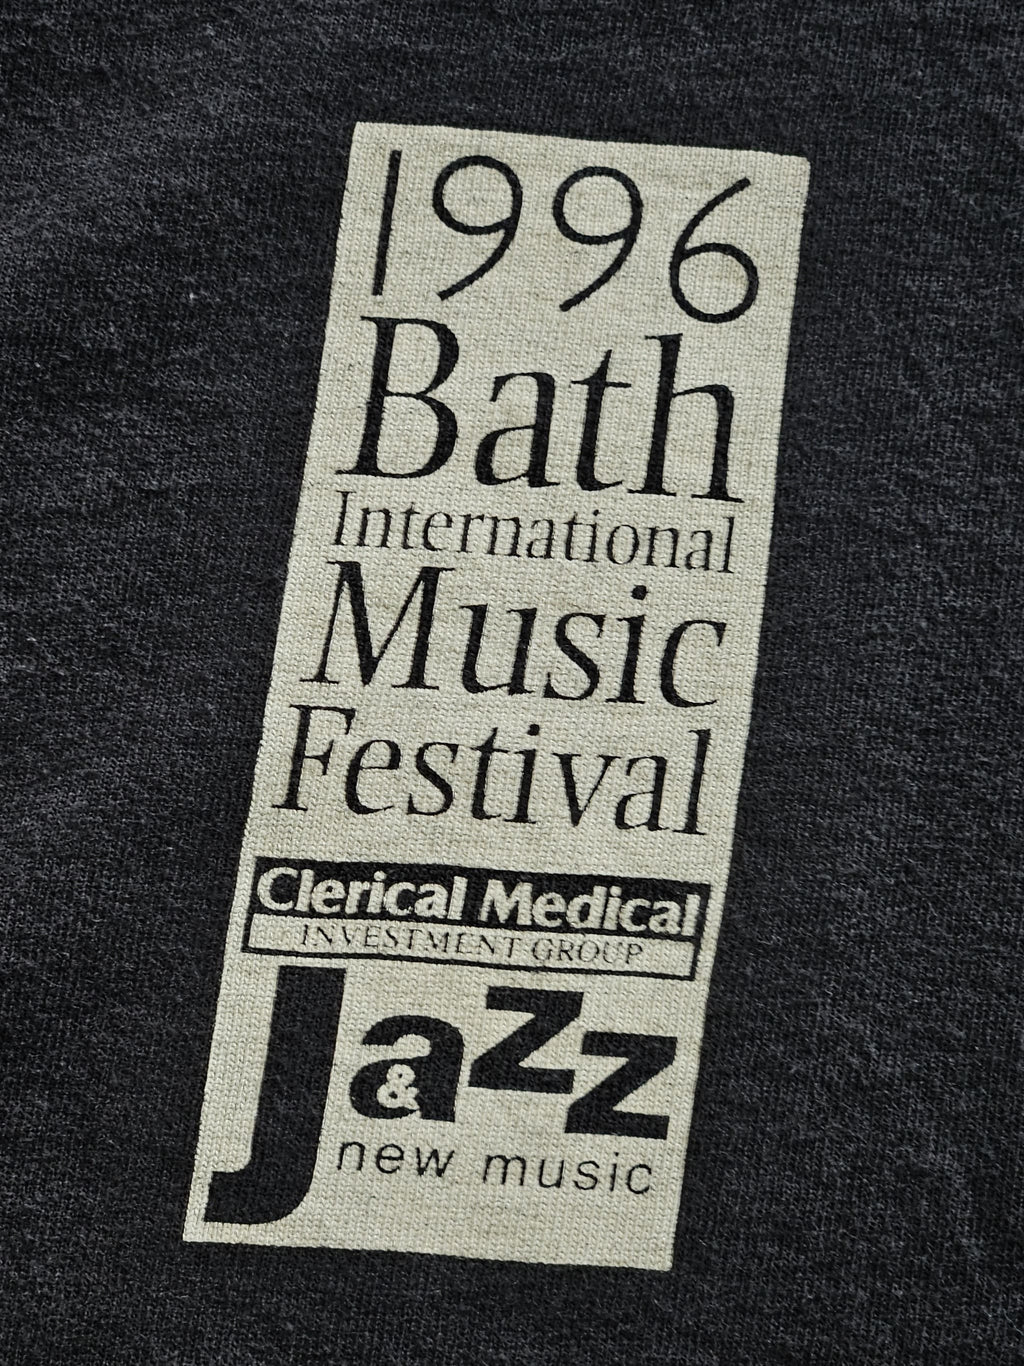 1996
Bath
International
Music
Festival
Clerical Medical
INVESTMENT GROUP
Jazz
&
new music